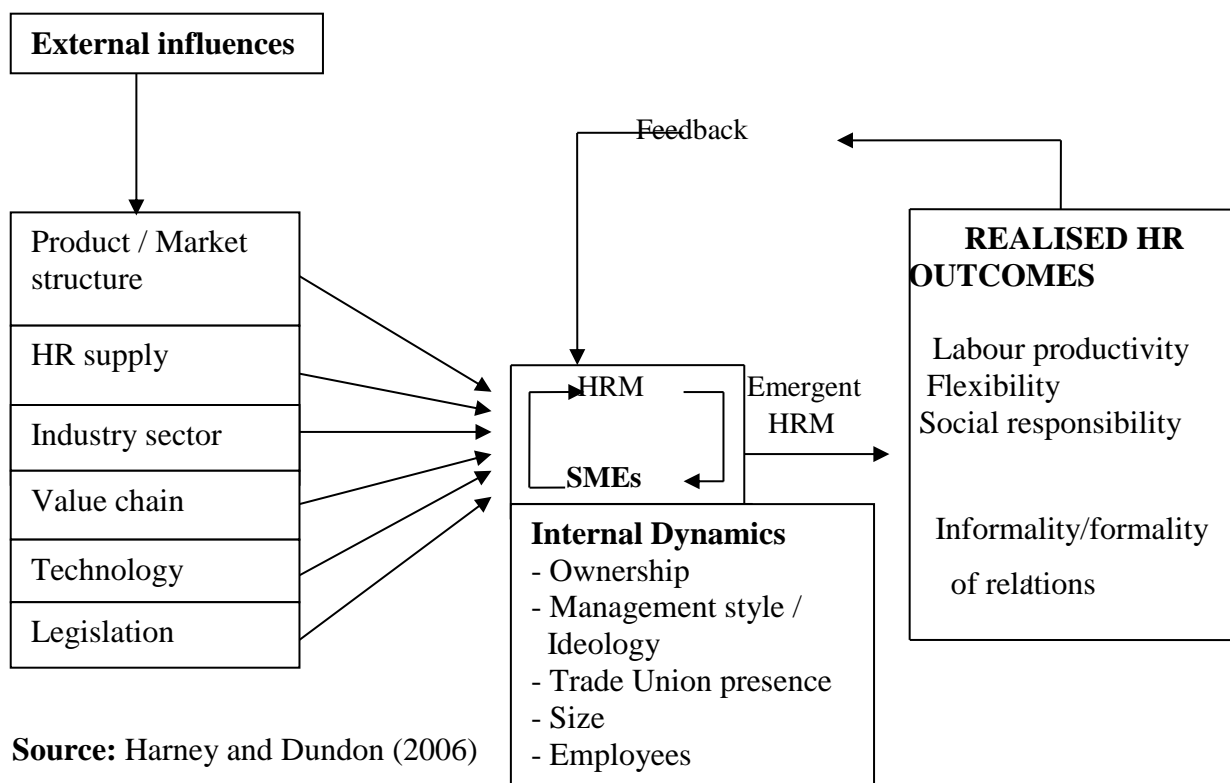 External influences
Feedback
Product / Market
structure
HR supply
Industry sector
Value chain
Technology
Legislation
HRM
SMEs
Emergent
HRM
Internal Dynamics
- Ownership
- Management style /
Ideology
- Trade Union presence
- Size
- Employees
REALISED HR
OUTCOMES
Labour productivity
Flexibility
Social responsibility
Informality/formality
of relations
Source: Harney and Dundon (2006)